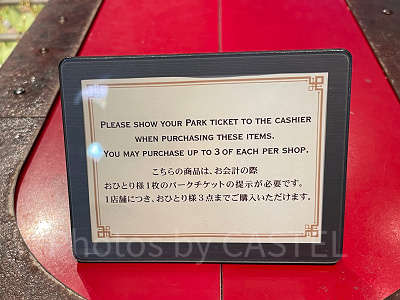 PLEASE SHOW YOUR PARK TICKET TO THE CASHIER
WHEN PURCHASING THESE ITEMS.
YOU MAY PURCHASE UP TO 3 OF EACH PER SHOP.
こちらの商品は、お会計の際
おひとり様1枚のパークチケットの提示が必要です。
1店舗につき、おひとり様3点までご購入いただけます。
Photos by CASTEL